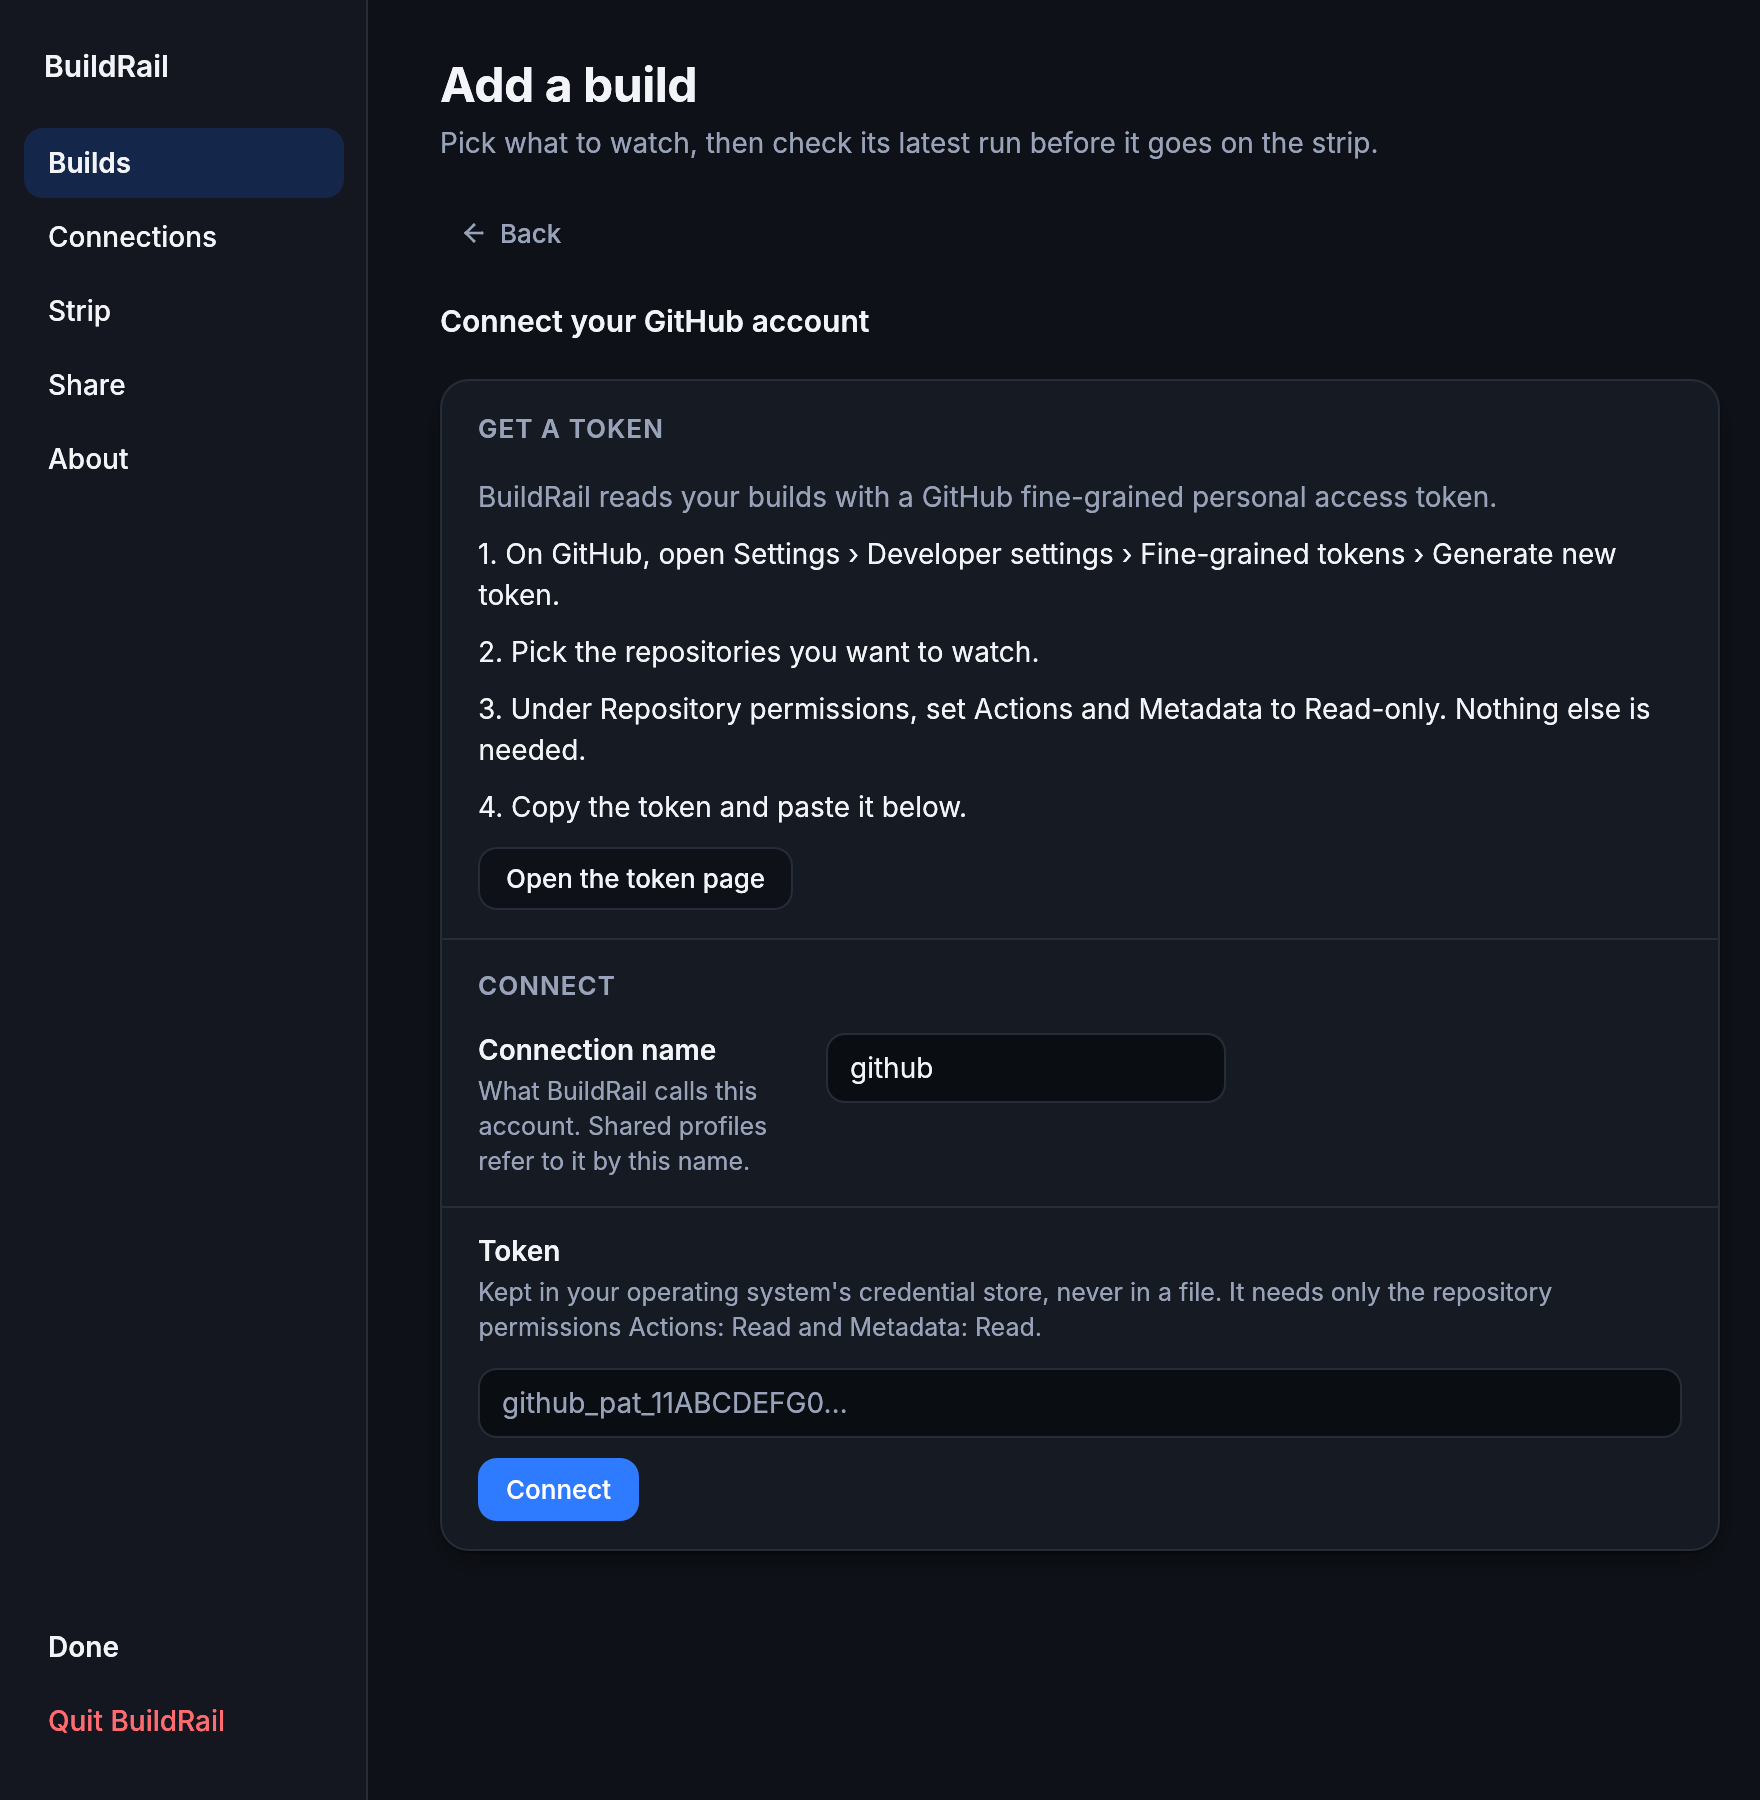 BuildRail
Builds
Connections
Strip
Share
About
Done
Quit BuildRail
Add a build
Pick what to watch, then check its latest run before it goes on the strip.
← Back
Connect your GitHub account
GET A TOKEN
BuildRail reads your builds with a GitHub fine-grained personal access token.
1. On GitHub, open Settings › Developer settings › Fine-grained tokens › Generate new
token.
2. Pick the repositories you want to watch.
3. Under Repository permissions, set Actions and Metadata to Read-only. Nothing else is
needed.
4. Copy the token and paste it below.
Open the token page
CONNECT
Connection name
What BuildRail calls this
account. Shared profiles
refer to it by this name.
github
Token
Kept in your operating system's credential store, never in a file. It needs only the repository
permissions Actions: Read and Metadata: Read.
github_pat_11ABCDEFG0...
Connect